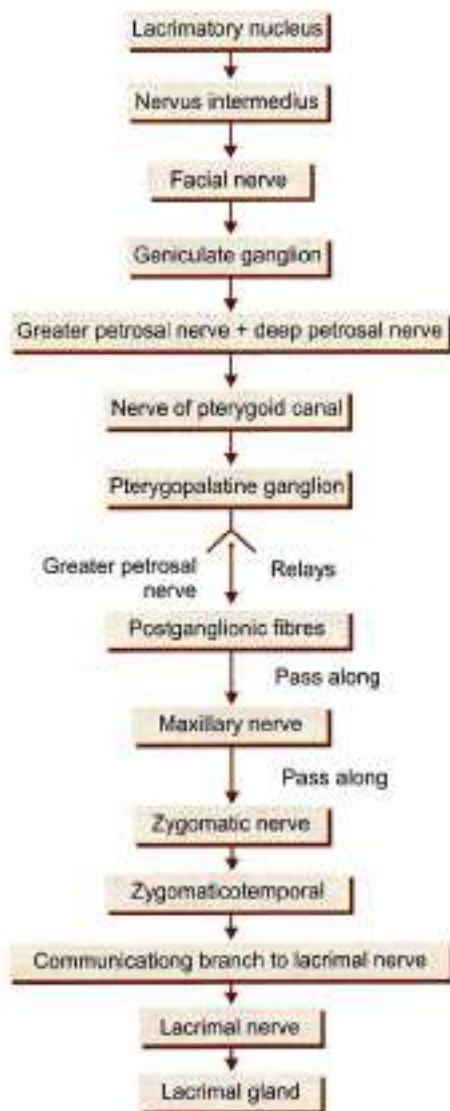 Lacrimatory nucleus
Nervus intermedius
Facial nerve
Geniculate ganglion
Greater petrosal nerve + deep petrosal nerve
Nerve of pterygoid canal
Pterygopalatine ganglion
Greater petrosal
nerve
Relays
Postganglionic fibres
Pass along
Maxillary nerve
Pass along
Zygomatic nerve
Zygomaticotemporal
Communicationg branch to lacrimal nerve
Lacrimal nerve
Lacrimal gland